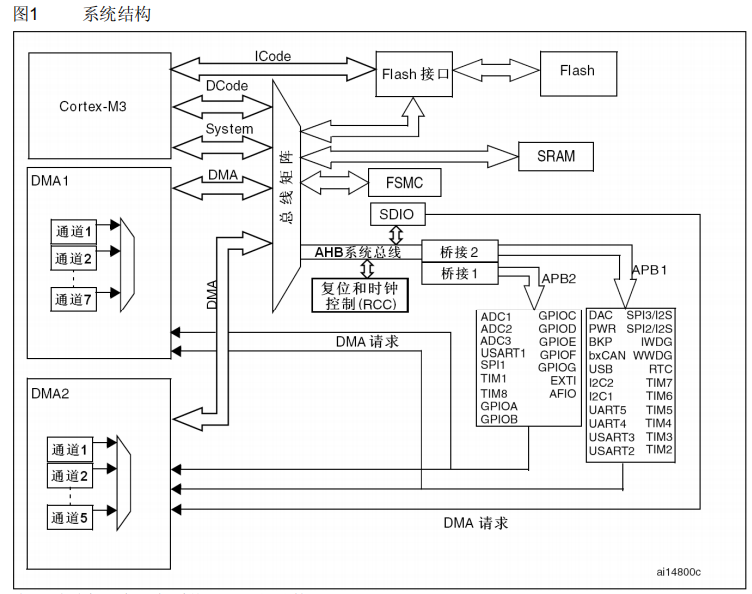 图1 系统结构
ICode
Cortex-M3
Flash 接口
Flash
DCode
System
SRAM
DMA1
DMA
总线矩阵
FSMC
通道1
通道2
通道7
SDIO
AHB系统总线
桥接2
桥接1
复位和时钟
控制(RCC)
APB2
APB1
DMA
DMA 请求
ADC1 GPIOC
ADC2 GPIOD
ADC3 GPIOE
USART1 GPIOF
SPI1 GPIOG
TIM1 EXTI
TIM8 AFIO
GPIOA
GPIOB
DAC SPI3/I2S
PWR SPI2/I2S
BKP IWDG
bxCAN WWDG
USB RTC
I2C2 TIM7
I2C1 TIM6
UART5 TIM5
UART4 TIM4
USART3 TIM3
USART2 TIM2
DMA2
通道1
通道2
通道5
DMA 请求
ai14800c